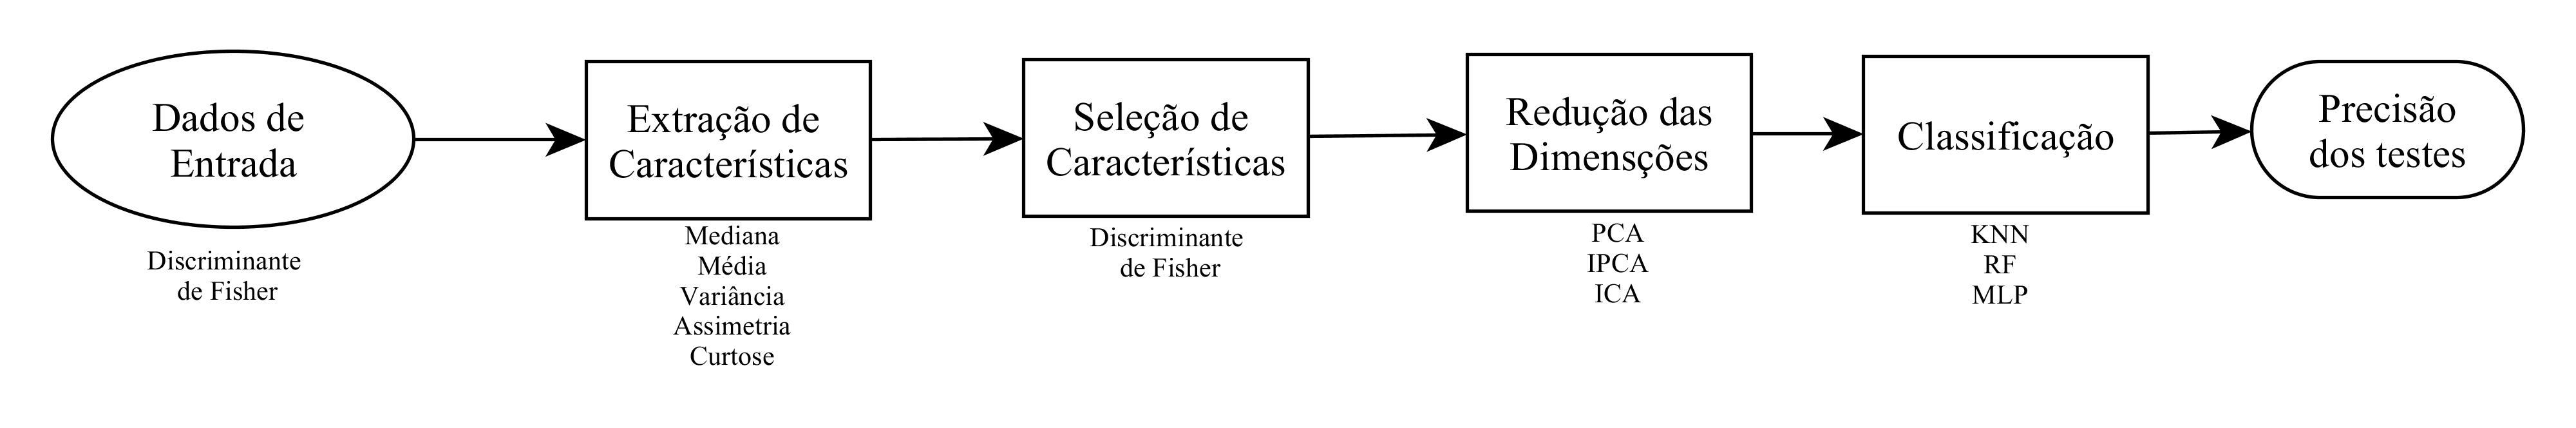 Dados de
Entrada
Discriminante
de Fisher
Extração de
Características
Mediana
Média
Variância
Assimetria
Curtose
Seleção de
Características
Discriminante
de Fisher
Redução das
Dimensções
PCA
IPCA
ICA
Classificação
KNN
RF
MLP
Precisão
dos testes